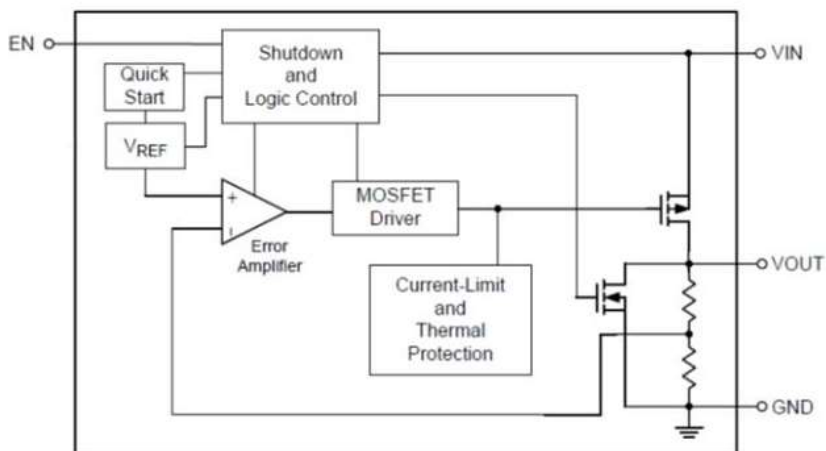 EN
Shutdown
and
Logic Control
VIN
Quick
Start
VREF
+
MOSFET
Driver
Error
Amplifier
Current-Limit
and
Thermal
Protection
VOUT
GND